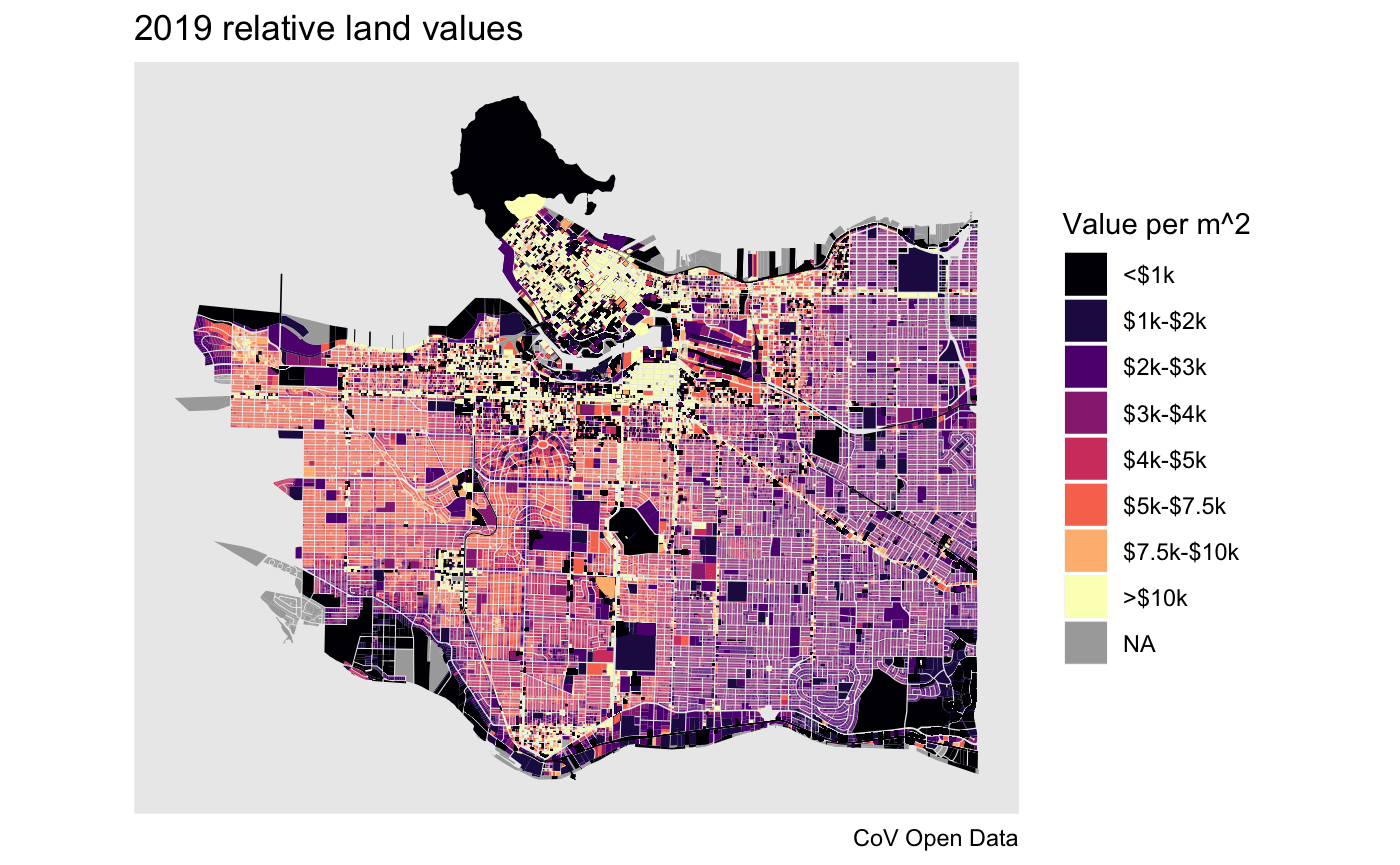 2019 relative land values
Value per m^2
<$1k
$1k-$2k
$2k-$3k
$3k-$4k
$4k-$5k
$5k-$7.5k
$7.5k-$10k
>$10k
NA
CoV Open Data